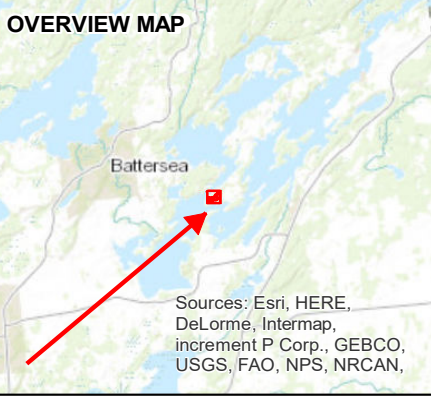 OVERVIEW MAP
Battersea
Sources: Esri, HERE,
DeLorme, Intermap,
increment P Corp., GEBCO,
USGS, FAO, NPS, NRCAN,